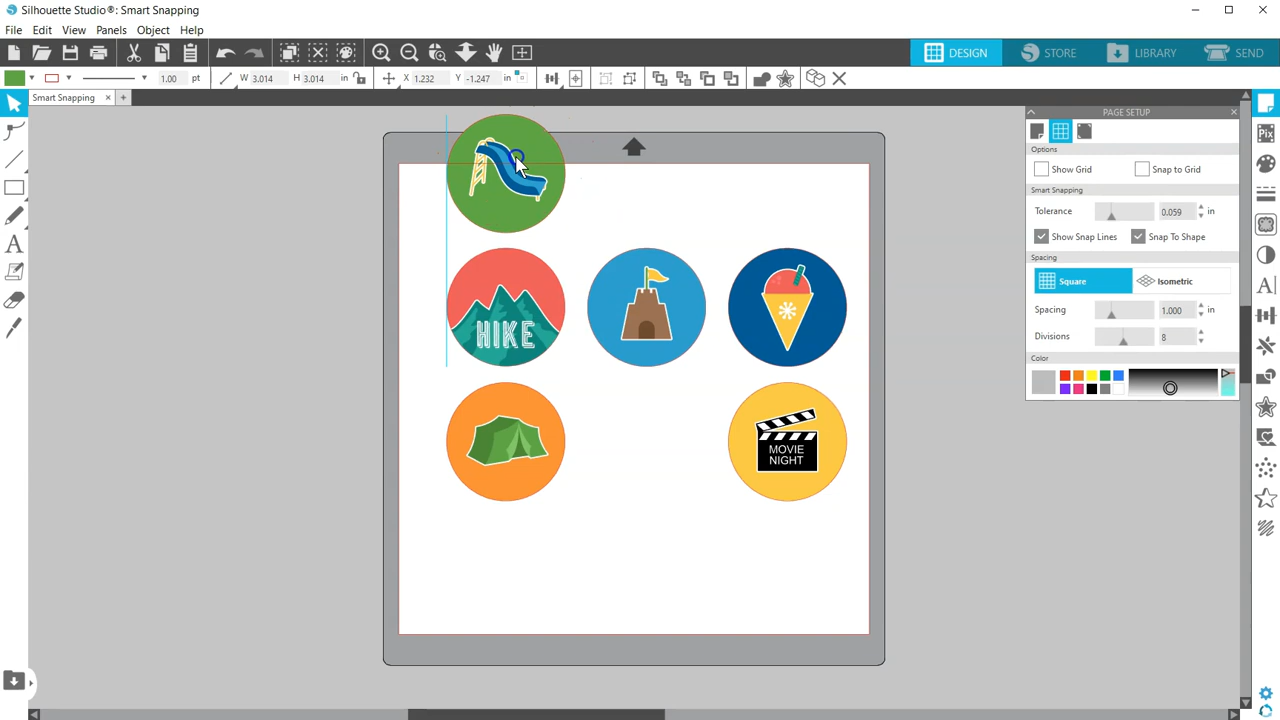 Silhouette Studio®: Smart Snapping
File Edit View Panels Object Help
DESIGN STORE LIBRARY SEND
1.00 pt W 3.014 H 3.014 in X 1.232 Y -1.247 in
Smart Snapping
PAGE SETUP
Options
Show Grid Snap to Grid
Smart Snapping
Tolerance 0.059 in
Show Snap Lines Snap To Shape
Spacing
Square Isometric
Spacing 1.000 in
Divisions 8
Color
Pix
HIKE
MOVIE
NIGHT